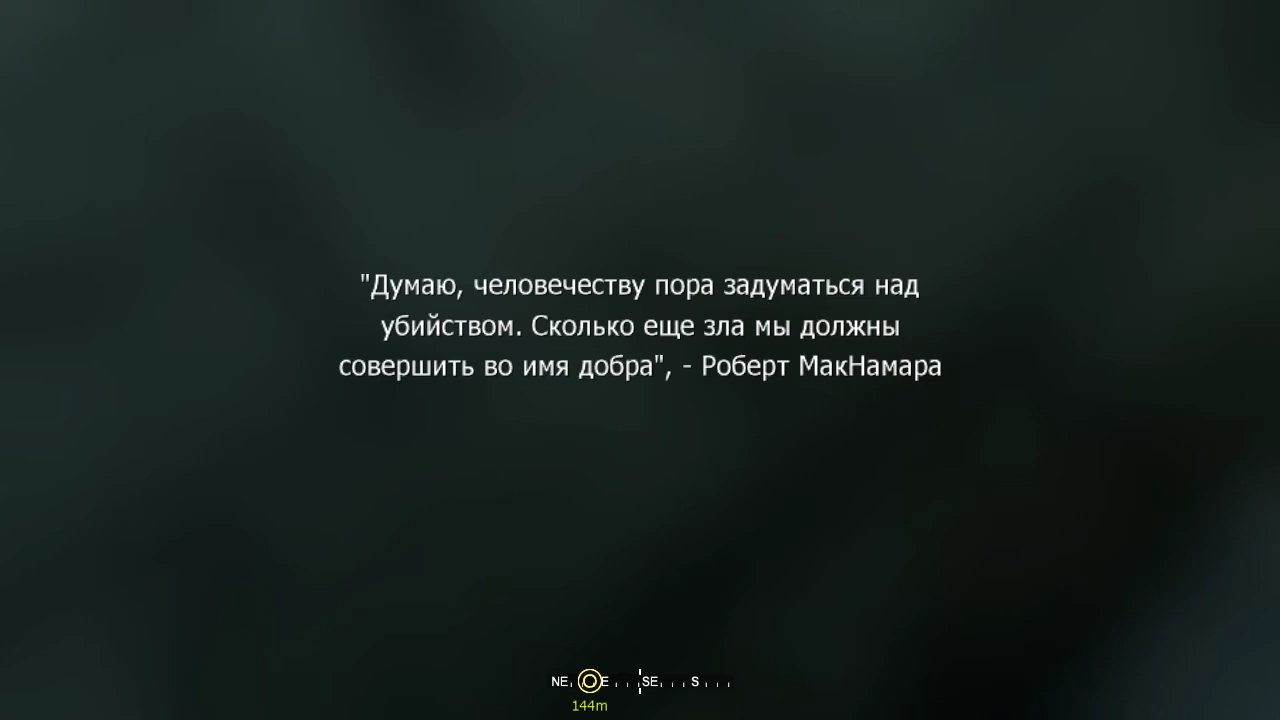 "Думаю, человечеству пора задуматься над
убийством. Сколько еще зла мы должны
совершить во имя добра", - Роберт МакНамара
NE E SE S
144m